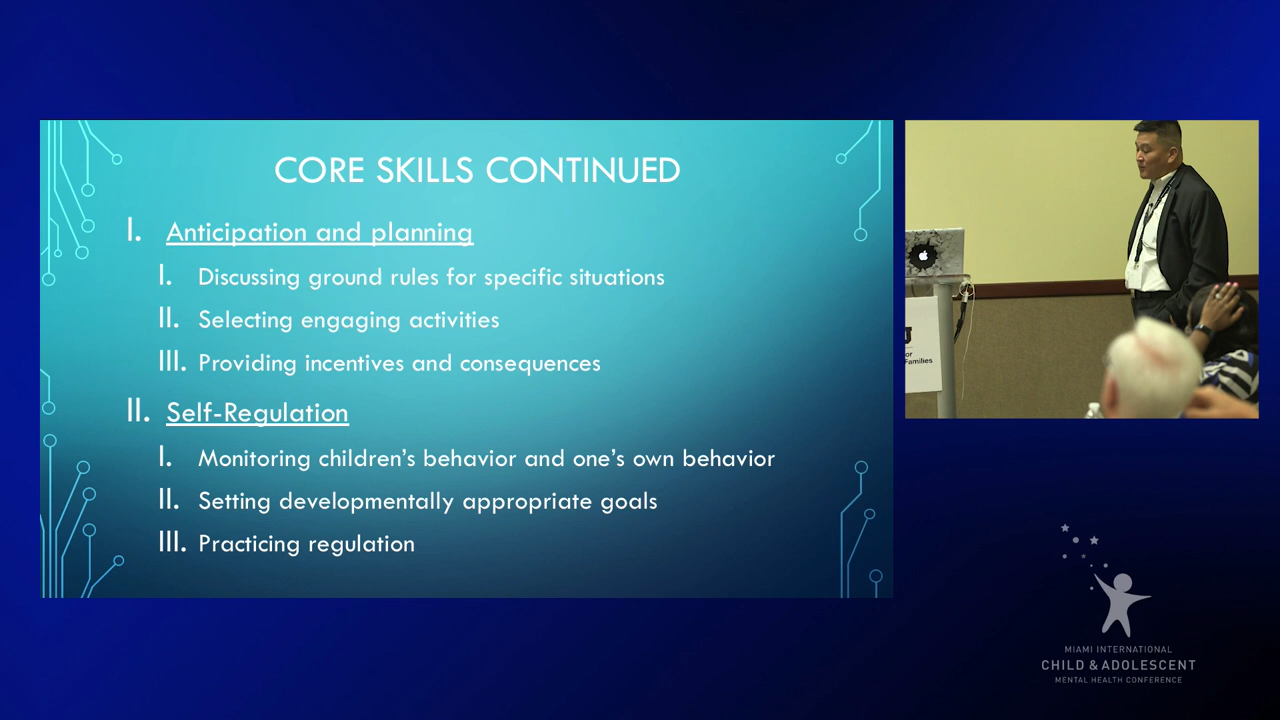 CORE SKILLS CONTINUED
I. Anticipation and planning
I. Discussing ground rules for specific situations
II. Selecting engaging activities
III. Providing incentives and consequences
II. Self-Regulation
I. Monitoring children's behavior and one's own behavior
II. Setting developmentally appropriate goals
III. Practicing regulation
Families
MIAMI INTERNATIONAL
CHILD & ADOLESCENT
MENTAL HEALTH CONFERENCE